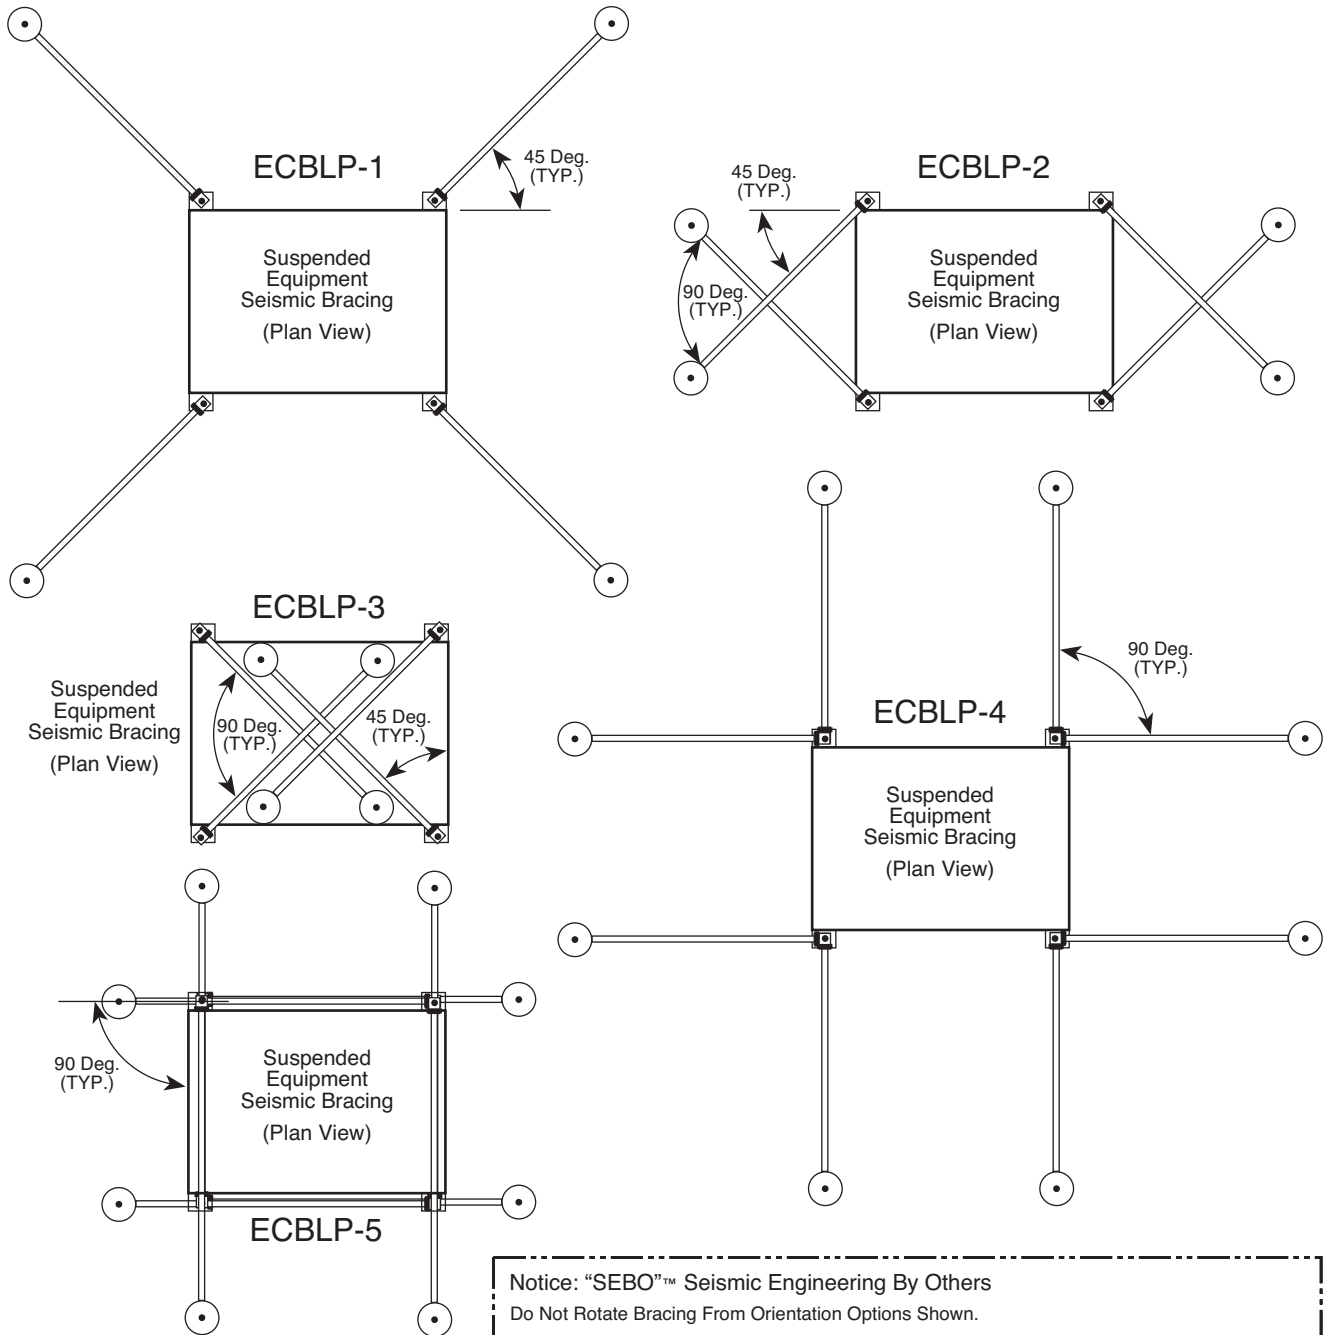 ECBLP-1
45 Deg.
(TYP.)
Suspended
Equipment
Seismic Bracing
(Plan View)
ECBLP-2
45 Deg.
(TYP.)
90 Deg.
(TYP.)
Suspended
Equipment
Seismic Bracing
(Plan View)
ECBLP-3
Suspended
Equipment
Seismic Bracing
(Plan View)
90 Deg.
(TYP.)
45 Deg.
(TYP.)
ECBLP-4
90 Deg.
(TYP.)
Suspended
Equipment
Seismic Bracing
(Plan View)
90 Deg.
(TYP.)
Suspended
Equipment
Seismic Bracing
(Plan View)
ECBLP-5
Notice: “SEBO”™ Seismic Engineering By Others
Do Not Rotate Bracing From Orientation Options Shown.